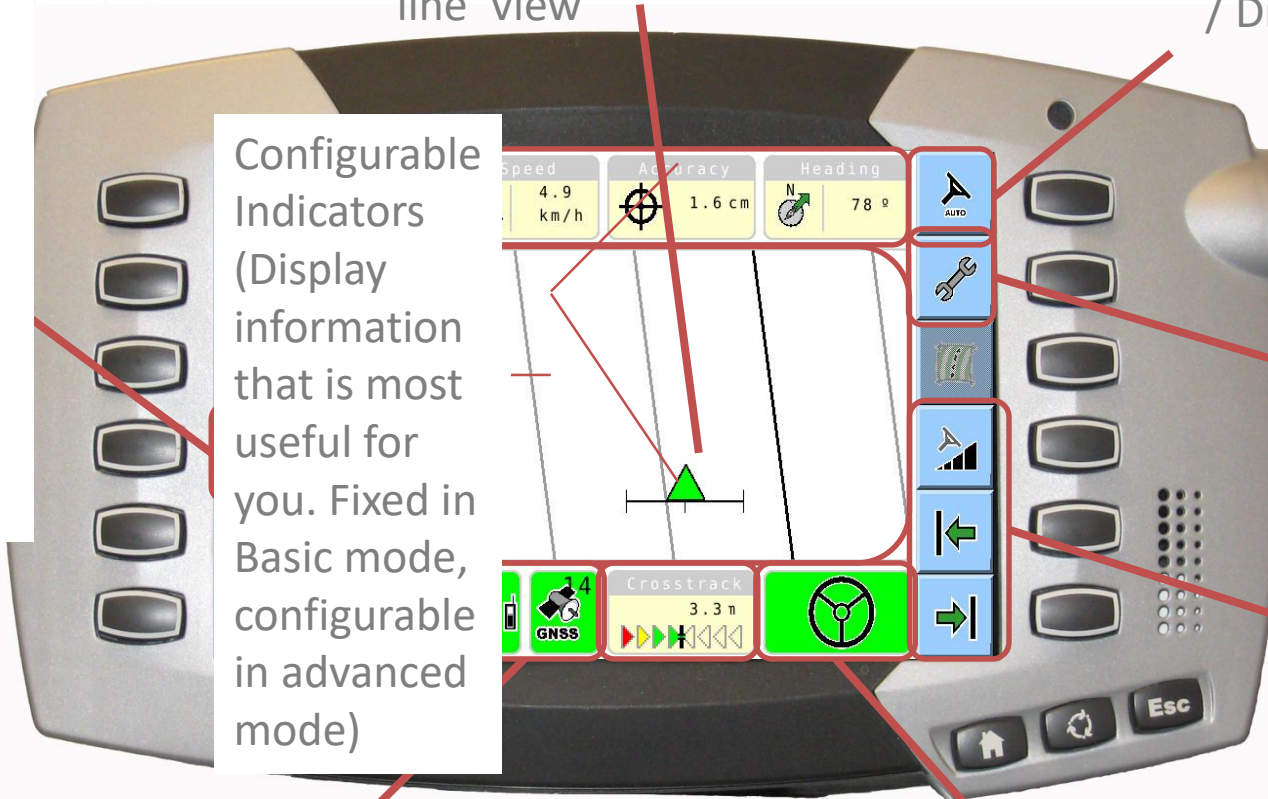 line view
/ D
Configurable
Indicators
(Display
information
that is most
useful for
you. Fixed in
Basic mode,
configurable
in advanced
mode)
Speed
4.9
km/h
Accuracy
1.6 cm
Heading
N
78 º
AUTO
14
GNSS
Crosstrack
3.3 m
Esc